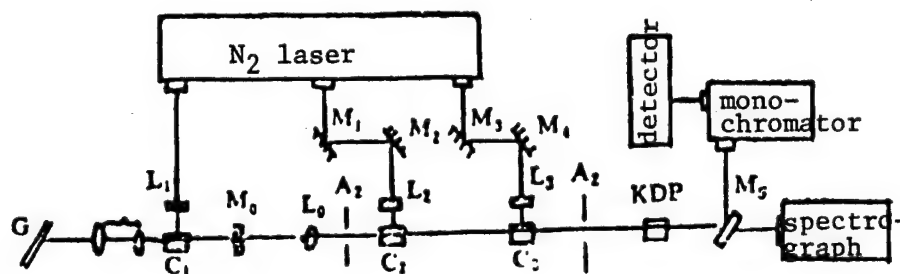 N₂ laser
detector
mono-
chromator
M₁
M₂
M₃
M₄
L₁
M₀
L₀
A₂
L₂
L₃
A₂
KDP
M₅
G
C₁
A
C₂
C₃
A
spectro-
graph